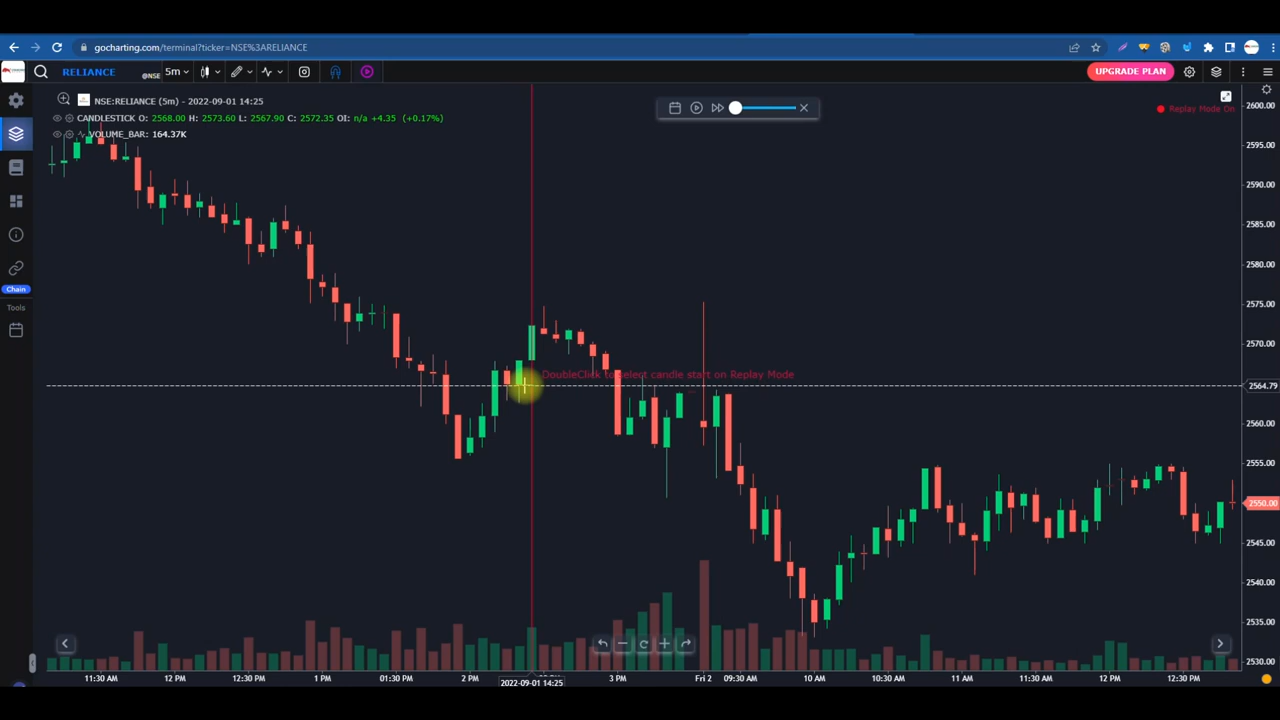 gocharting.com/terminal?ticker=NSE%3ARELIANCE
RELIANCE @NSE 5m UPGRADE PLAN
NSE:RELIANCE (5m) - 2022-09-01 14:25
Replay Mode On
CANDLESTICK O: 2568.00 H: 2573.60 L: 2567.90 C: 2572.35 OI: n/a +4.35 (+0.17%)
VOLUME_BAR: 164.37K
DoubleClick to select candle start on Replay Mode
Chain
Tools
2600.00
2595.00
2590.00
2585.00
2580.00
2575.00
2570.00
2564.79
2560.00
2555.00
2550.00
2545.00
2540.00
2535.00
2530.00
11:30 AM 12 PM 12:30 PM 1 PM 01:30 PM 2 PM 2022-09-01 14:25 3 PM Fri 2 09:30 AM 10 AM 10:30 AM 11 AM 11:30 AM 12 PM 12:30 PM